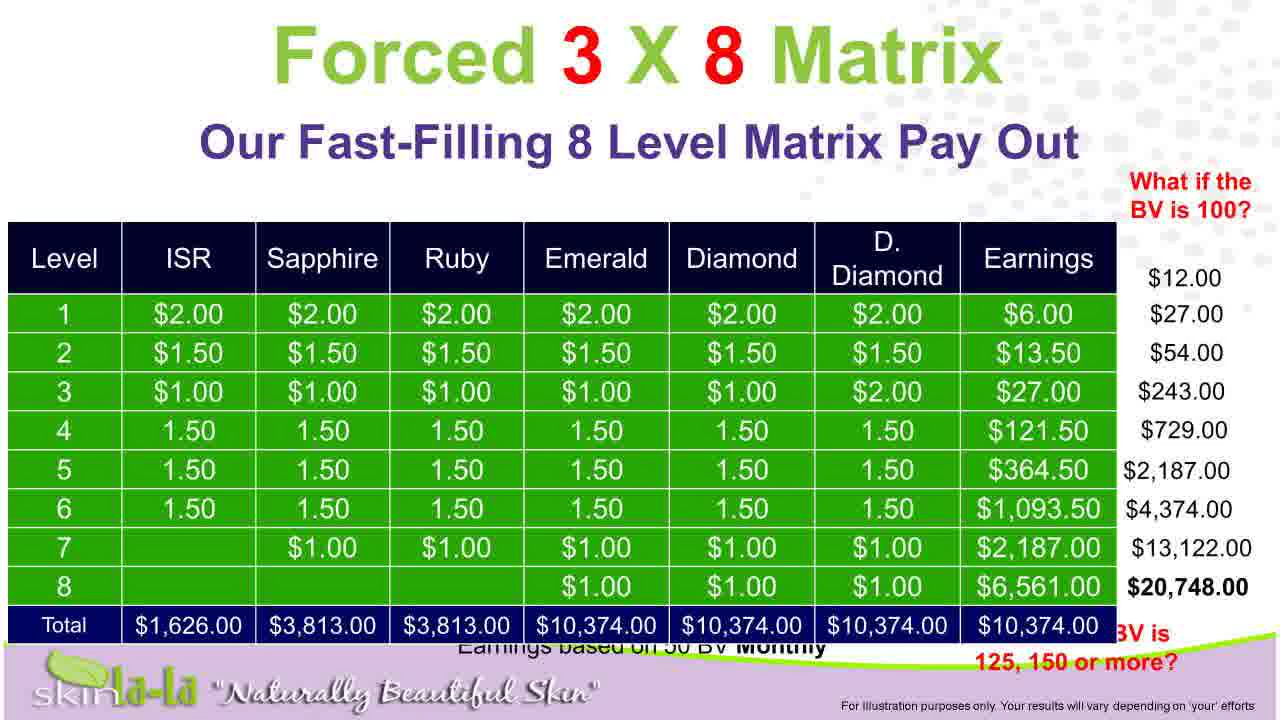 Forced 3 X 8 Matrix
Our Fast-Filling 8 Level Matrix Pay Out
What if the
BV is 100?
Level ISR Sapphire Ruby Emerald Diamond D. Diamond Earnings
$12.00
1 $2.00 $2.00 $2.00 $2.00 $2.00 $2.00 $6.00 $27.00
2 $1.50 $1.50 $1.50 $1.50 $1.50 $1.50 $13.50 $54.00
3 $1.00 $1.00 $1.00 $1.00 $1.00 $2.00 $27.00 $243.00
4 1.50 1.50 1.50 1.50 1.50 1.50 $121.50 $729.00
5 1.50 1.50 1.50 1.50 1.50 1.50 $364.50 $2,187.00
6 1.50 1.50 1.50 1.50 1.50 1.50 $1,093.50 $4,374.00
7 $1.00 $1.00 $1.00 $1.00 $1.00 $2,187.00 $13,122.00
8 $1.00 $1.00 $1.00 $6,561.00 $20,748.00
Total $1,626.00 $3,813.00 $3,813.00 $10,374.00 $10,374.00 $10,374.00 $10,374.00
BV is
125, 150 or more?
Earnings based on 50 BV Monthly
skin la-la "Naturally Beautiful Skin"
For Illustration purposes only. Your results will vary depending on 'your' efforts